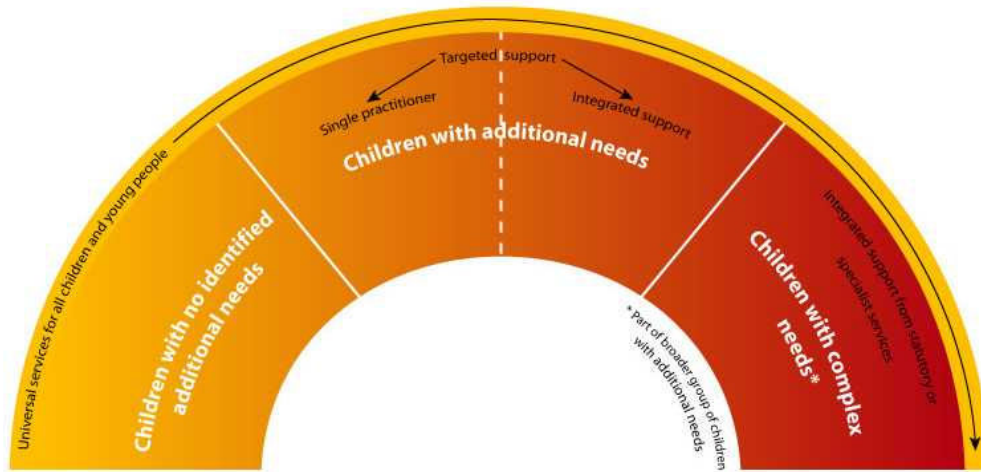 Universal services for all children and young people
Children with no identified
additional needs
Targeted support
Single practitioner
Integrated support
Children with additional needs
Integrated support from statutory or
specialist services
Children with complex
needs*
* Part of broader group of children
with additional needs